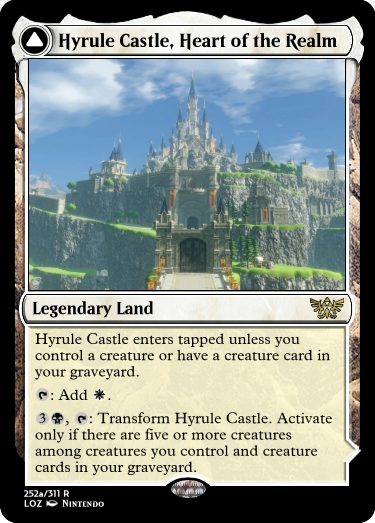 Hyrule Castle, Heart of the Realm
Legendary Land
Hyrule Castle enters tapped unless you
control a creature or have a creature card in
your graveyard.
: Add .
3, : Transform Hyrule Castle. Activate
only if there are five or more creatures
among creatures you control and creature
cards in your graveyard.
252a/311 R
LOZ Nintendo